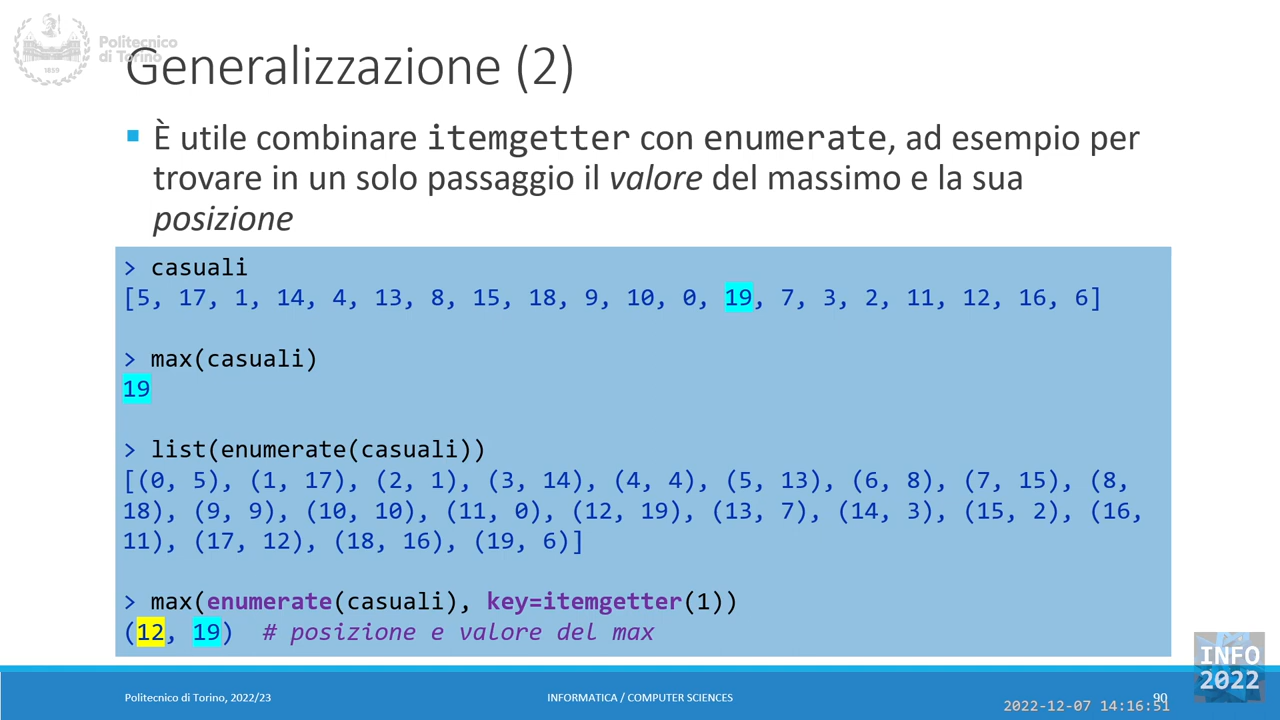 Politecnico
di Torino
1859
Generalizzazione (2)
È utile combinare itemgetter con enumerate, ad esempio per
trovare in un solo passaggio il valore del massimo e la sua
posizione
> casuali
[5, 17, 1, 14, 4, 13, 8, 15, 18, 9, 10, 0, 19, 7, 3, 2, 11, 12, 16, 6]
> max(casuali)
19
> list(enumerate(casuali))
[(0, 5), (1, 17), (2, 1), (3, 14), (4, 4), (5, 13), (6, 8), (7, 15), (8,
18), (9, 9), (10, 10), (11, 0), (12, 19), (13, 7), (14, 3), (15, 2), (16,
11), (17, 12), (18, 16), (19, 6)]
> max(enumerate(casuali), key=itemgetter(1))
(12, 19)  # posizione e valore del max
INFO
2022
Politecnico di Torino, 2022/23
INFORMATICA / COMPUTER SCIENCES
90
2022-12-07 14:16:51